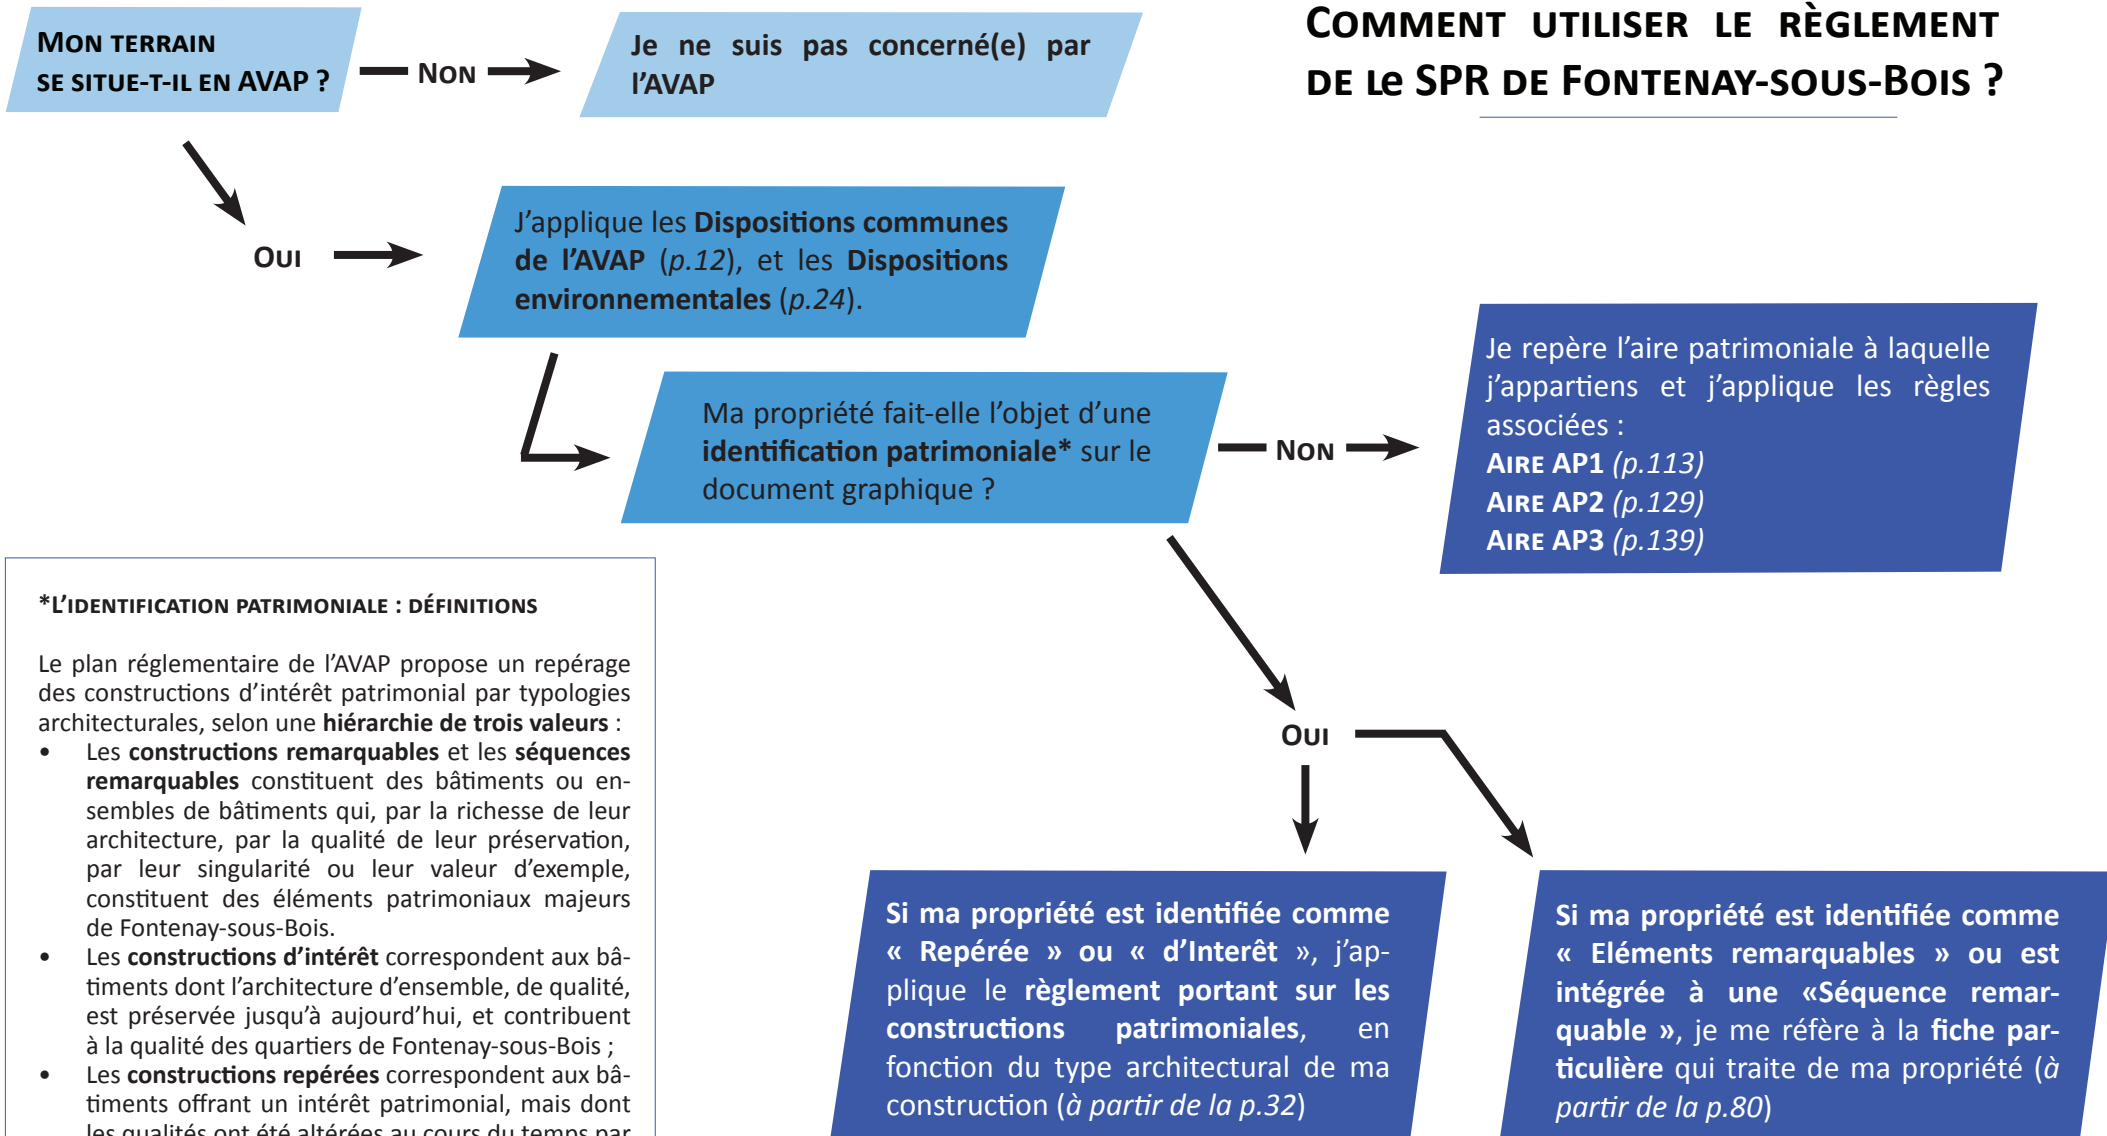 COMMENT UTILISER LE RÈGLEMENT
DE Le SPR DE FONTENAY-SOUS-BOIS ?
MON TERRAIN
SE SITUE-T-IL EN AVAP ?
NON
Je ne suis pas concerné(e) par
l'AVAP
OUI
J'applique les Dispositions communes
de l'AVAP (p.12), et les Dispositions
environnementales (p.24).
Ma propriété fait-elle l'objet d'une
identification patrimoniale* sur le
document graphique ?
NON
Je repère l'aire patrimoniale à laquelle
j'appartiens et j'applique les règles
associées :
AIRE AP1 (p.113)
AIRE AP2 (p.129)
AIRE AP3 (p.139)
OUI
Si ma propriété est identifiée comme
« Repérée » ou « d'Interêt », j'ap-
plique le règlement portant sur les
constructions patrimoniales, en
fonction du type architectural de ma
construction (à partir de la p.32)
Si ma propriété est identifiée comme
« Eléments remarquables » ou est
intégrée à une «Séquence remar-
quable », je me réfère à la fiche par-
ticulière qui traite de ma propriété (à
partir de la p.80)
*L'IDENTIFICATION PATRIMONIALE : DÉFINITIONS
Le plan réglementaire de l'AVAP propose un repérage
des constructions d'intérêt patrimonial par typologies
architecturales, selon une hiérarchie de trois valeurs :
• Les constructions remarquables et les séquences
remarquables constituent des bâtiments ou en-
sembles de bâtiments qui, par la richesse de leur
architecture, par la qualité de leur préservation,
par leur singularité ou leur valeur d'exemple,
constituent des éléments patrimoniaux majeurs
de Fontenay-sous-Bois.
• Les constructions d'intérêt correspondent aux bâ-
timents dont l'architecture d'ensemble, de qualité,
est préservée jusqu'à aujourd'hui, et contribuent
à la qualité des quartiers de Fontenay-sous-Bois ;
• Les constructions repérées correspondent aux bâ-
timents offrant un intérêt patrimonial, mais dont
les qualités ont été altérées au cours du temps par